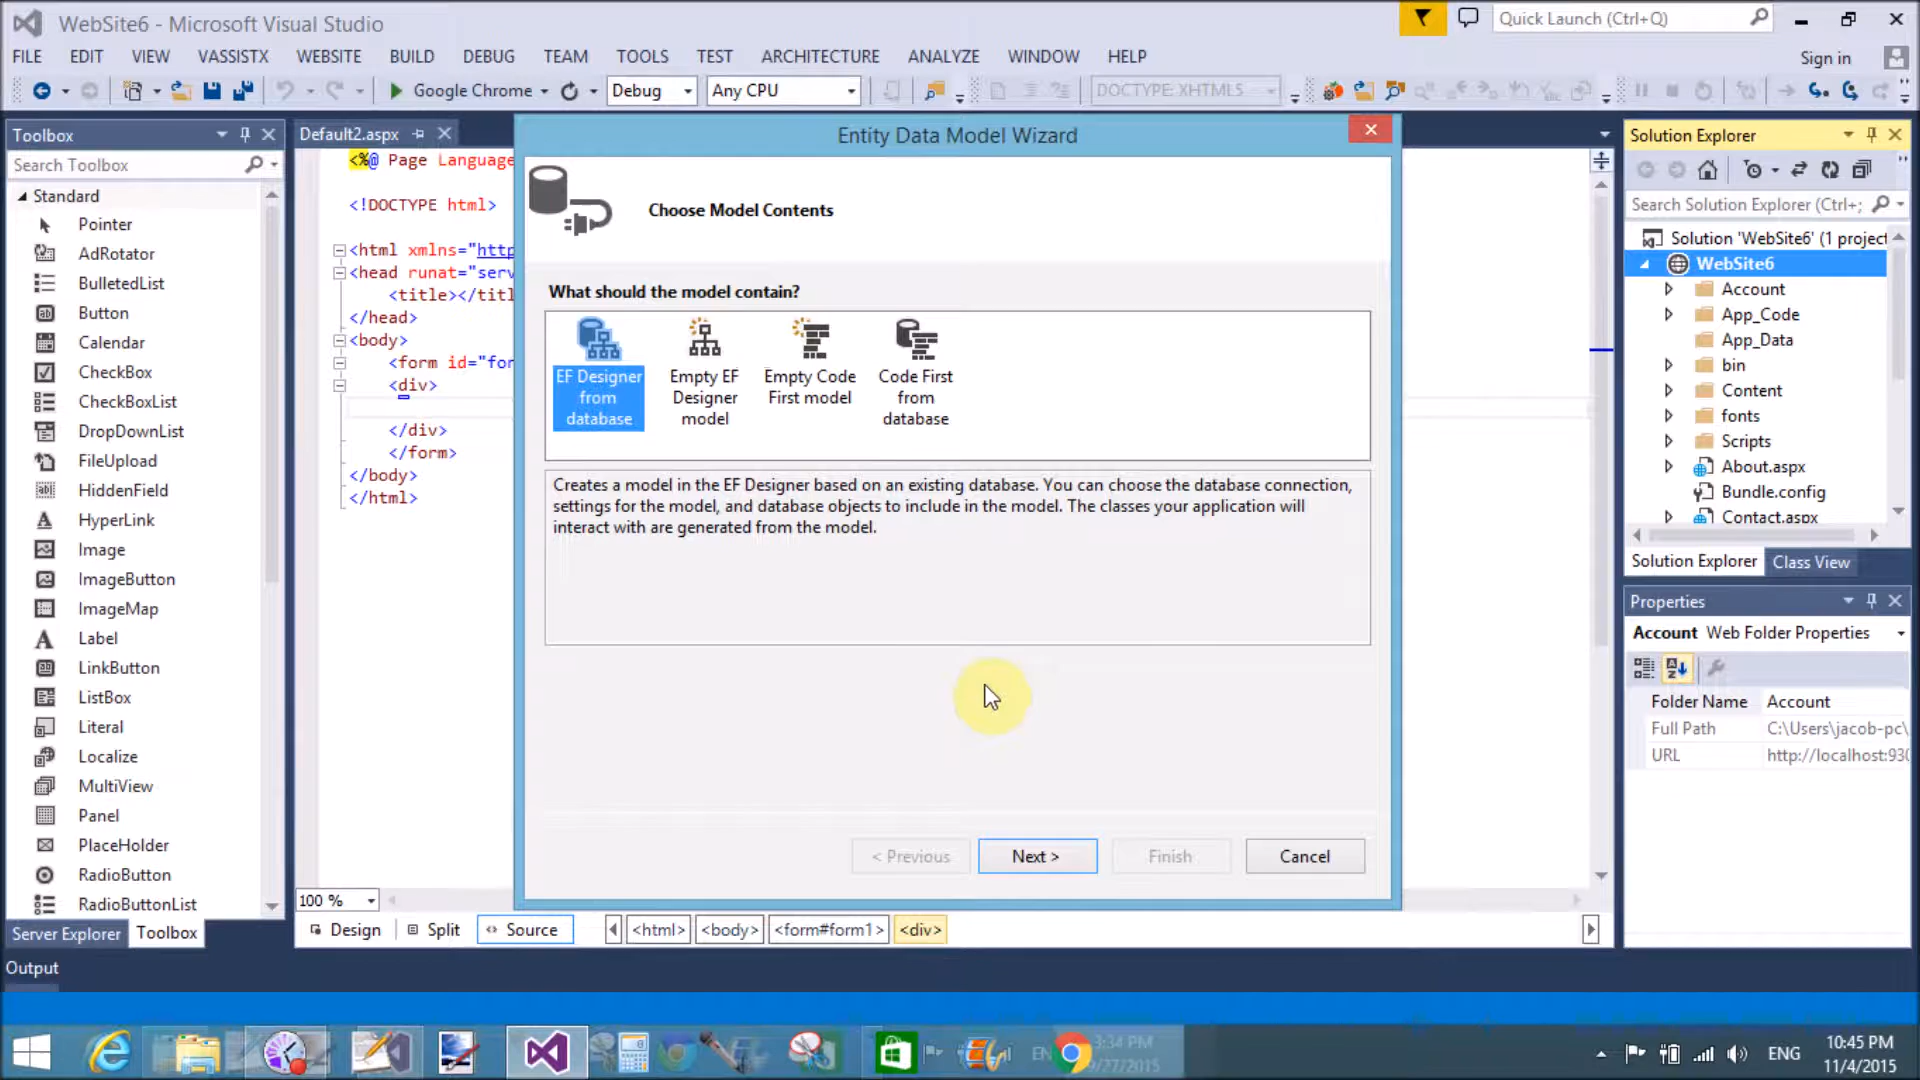 WebSite6 - Microsoft Visual Studio
Quick Launch (Ctrl+Q)
FILE EDIT VIEW VASSISTX WEBSITE BUILD DEBUG TEAM TOOLS TEST ARCHITECTURE ANALYZE WINDOW HELP
Sign in
Google Chrome Debug Any CPU DOCTYPE: XHTML5
Toolbox
Search Toolbox
Standard
Pointer
AdRotator
BulletedList
Button
Calendar
CheckBox
CheckBoxList
DropDownList
FileUpload
HiddenField
HyperLink
Image
ImageButton
ImageMap
Label
LinkButton
ListBox
Literal
Localize
MultiView
Panel
PlaceHolder
RadioButton
RadioButtonList
Server Explorer Toolbox
Output
Default2.aspx
<%@ Page Language
<!DOCTYPE html>
<html xmlns="http
<head runat="serv
<title></titl
</head>
<body>
<form id="for
<div>
</div>
</form>
</body>
</html>
100 %
Design Split Source <html> <body> <form#form1> <div>
Entity Data Model Wizard
Choose Model Contents
What should the model contain?
EF Designer from database
Empty EF Designer model
Empty Code First model
Code First from database
Creates a model in the EF Designer based on an existing database. You can choose the database connection,
settings for the model, and database objects to include in the model. The classes your application will
interact with are generated from the model.
< Previous Next > Finish Cancel
Solution Explorer
Search Solution Explorer (Ctrl+;
Solution 'WebSite6' (1 project
WebSite6
Account
App_Code
App_Data
bin
Content
fonts
Scripts
About.aspx
Bundle.config
Contact.aspx
Solution Explorer Class View
Properties
Account Web Folder Properties
Folder Name Account
Full Path C:\Users\jacob-pc\
URL http://localhost:930
EN 3:34 PM
9/27/2015
ENG
10:45 PM
11/4/2015